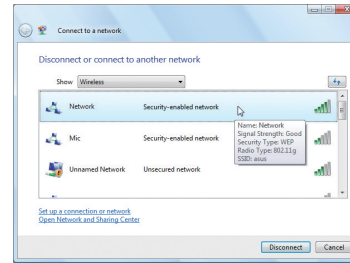 Connect to a network
Disconnect or connect to another network
Show Wireless
Network Security-enabled network
Name: Network
Signal Strength: Good
Security Type: WEP
Radio Type: 802.11g
SSID: asus
Mic Security-enabled network
Unnamed Network Unsecured network
Set up a connection or network
Open Network and Sharing Center
Disconnect Cancel